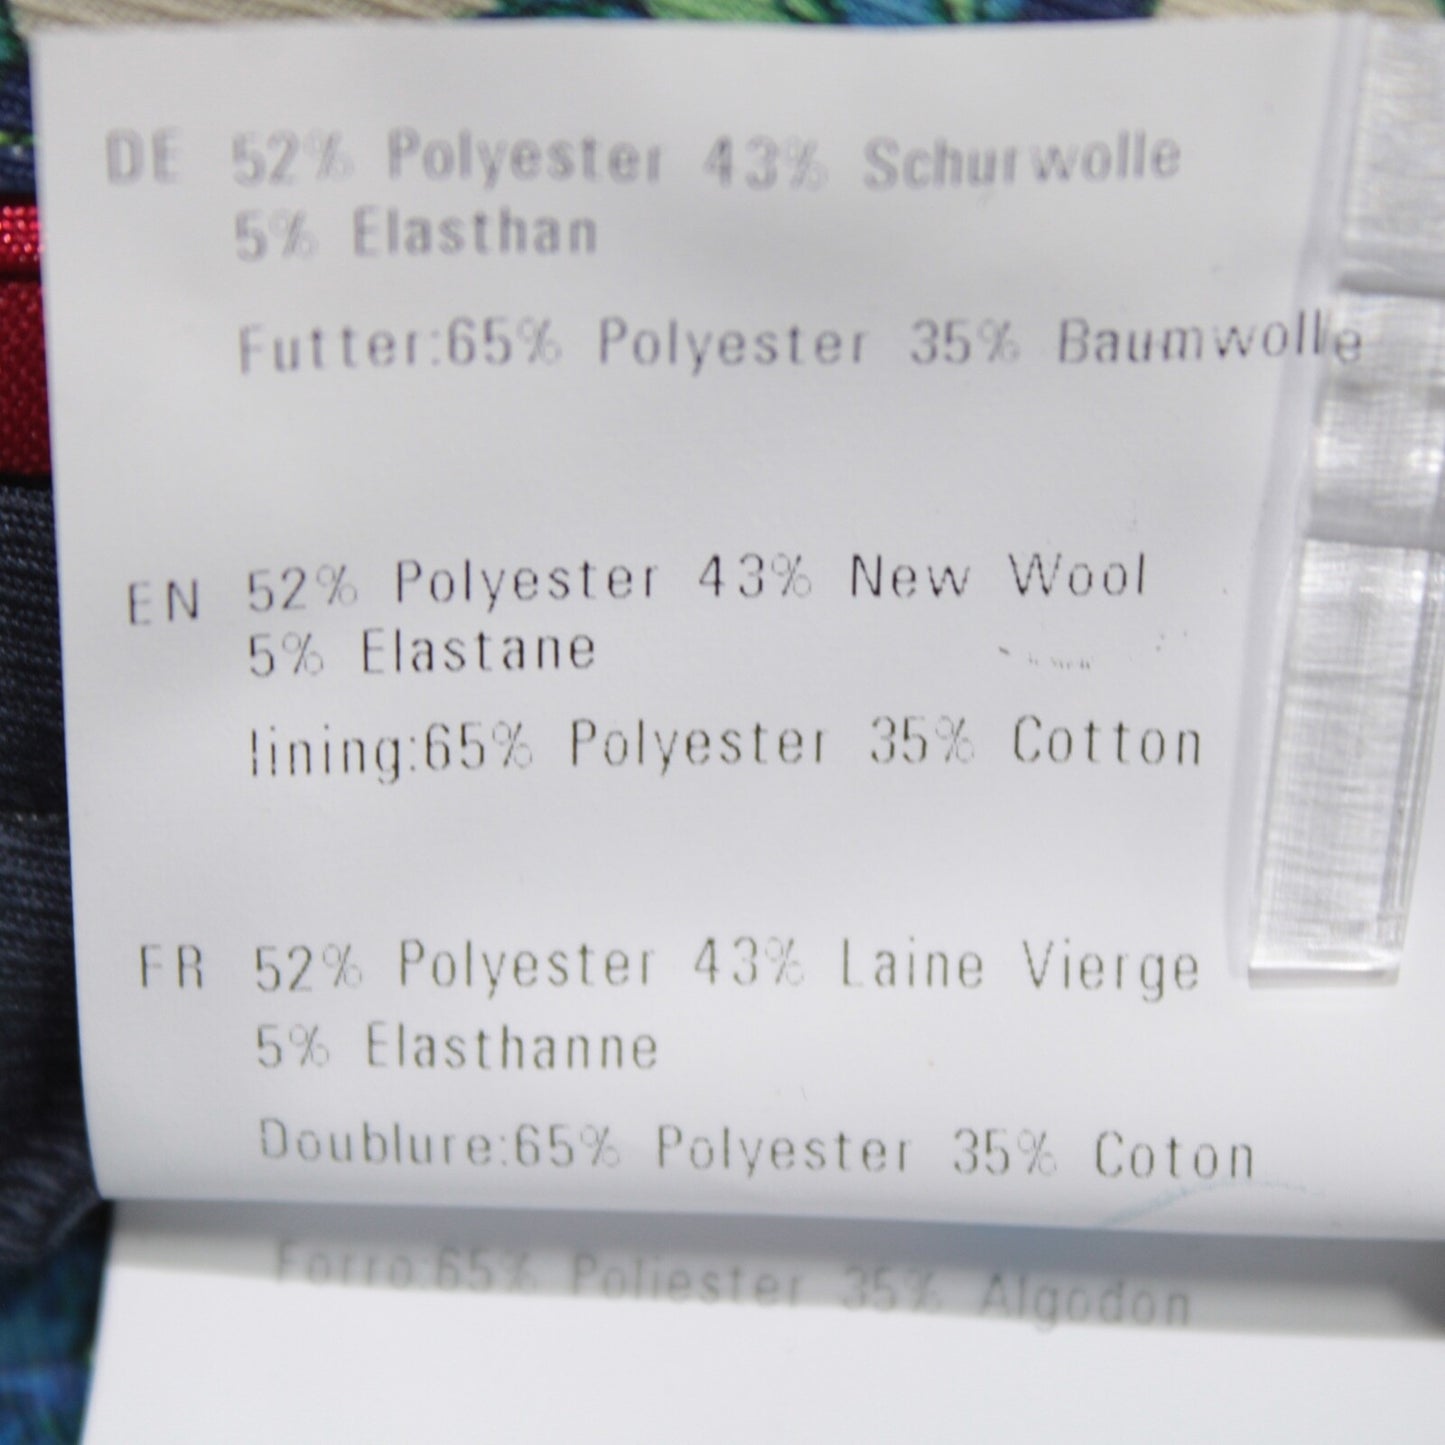 DE 52% Polyester 43% Schurwolle
5% Elasthan
Futter:65% Polyester 35% Baumwolle
EN 52% Polyester 43% New Wool
5% Elastane
lining:65% Polyester 35% Cotton
FR 52% Polyester 43% Laine Vierge
5% Elasthanne
Doublure:65% Polyester 35% Coton
Forro:65% Poliester 35% Algodon